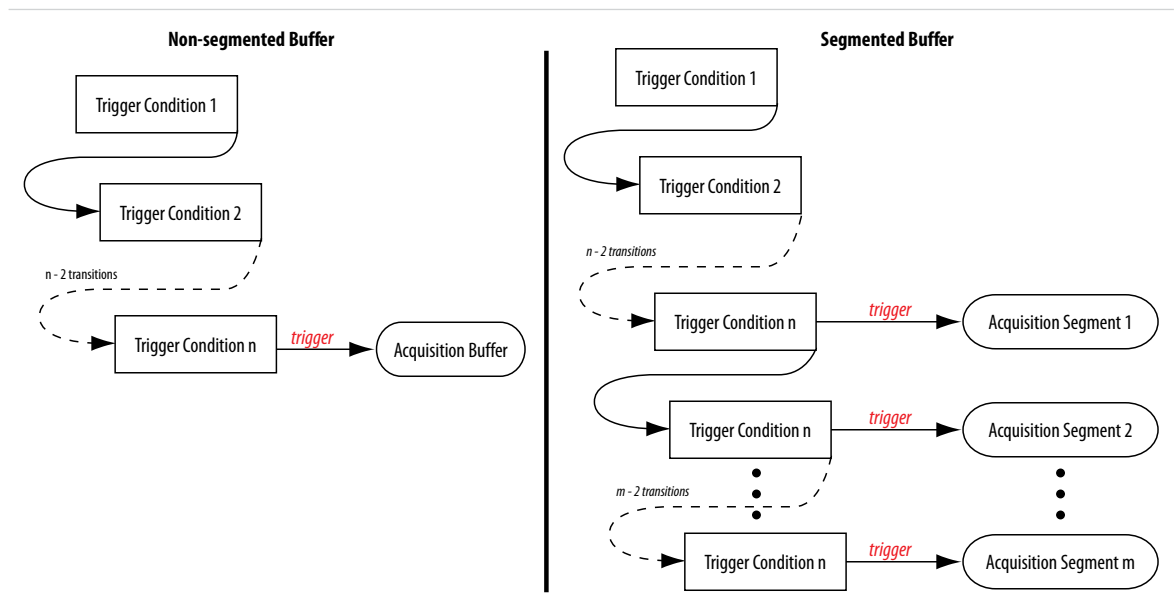 Non-segmented Buffer
Trigger Condition 1
Trigger Condition 2
n - 2 transitions
Trigger Condition n
trigger
Acquisition Buffer
Segmented Buffer
Trigger Condition 1
Trigger Condition 2
n - 2 transitions
Trigger Condition n
trigger
Acquisition Segment 1
Trigger Condition n
trigger
Acquisition Segment 2
m - 2 transitions
Trigger Condition n
trigger
Acquisition Segment m